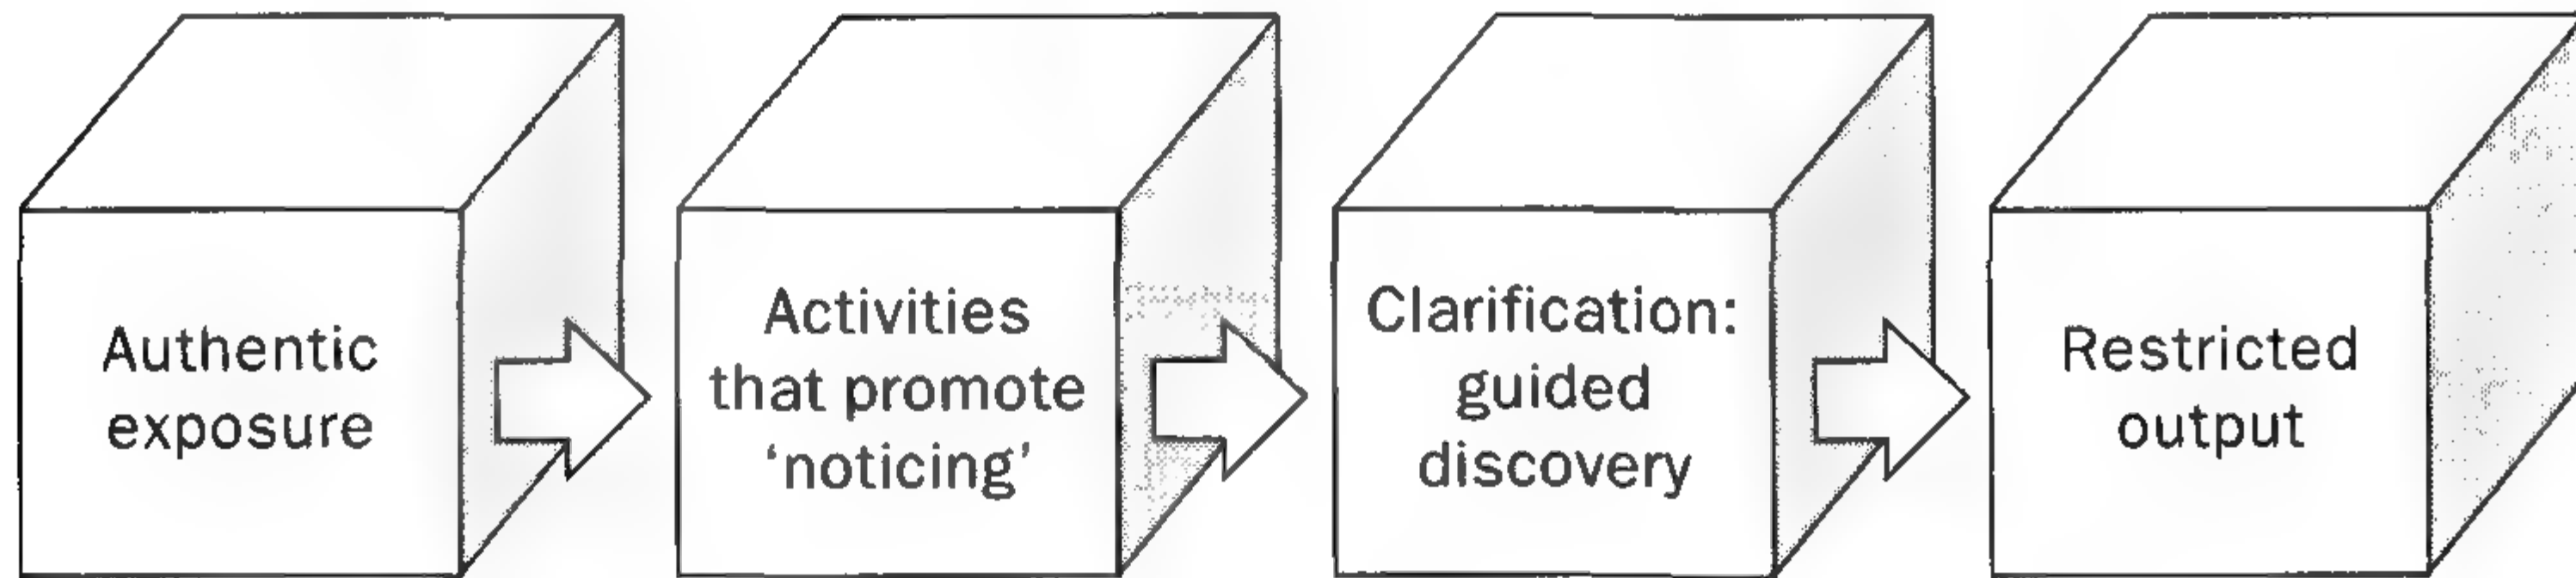 Authentic
exposure
Activities
that promote
‘noticing’
Clarification:
guided
discovery
Restricted
output